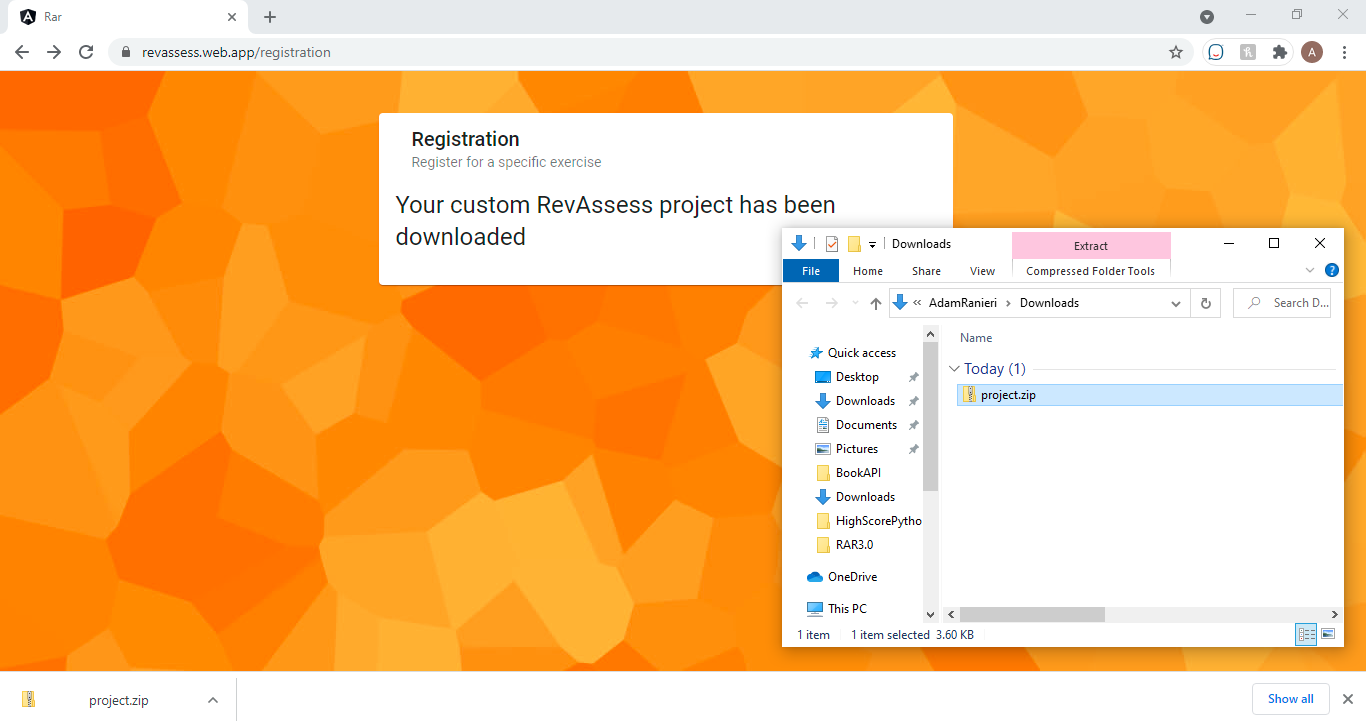 Rar
revassess.web.app/registration
A
Registration
Register for a specific exercise
Your custom RevAssess project has been
downloaded
Downloads
Extract
File
Home
Share
View
Compressed Folder Tools
?
« AdamRanieri › Downloads
Search D...
Quick access
Desktop
Downloads
Documents
Pictures
BookAPI
Downloads
HighScorePytho
RAR3.0
OneDrive
This PC
Name
Today (1)
project.zip
1 item
1 item selected 3.60 KB
project.zip
Show all